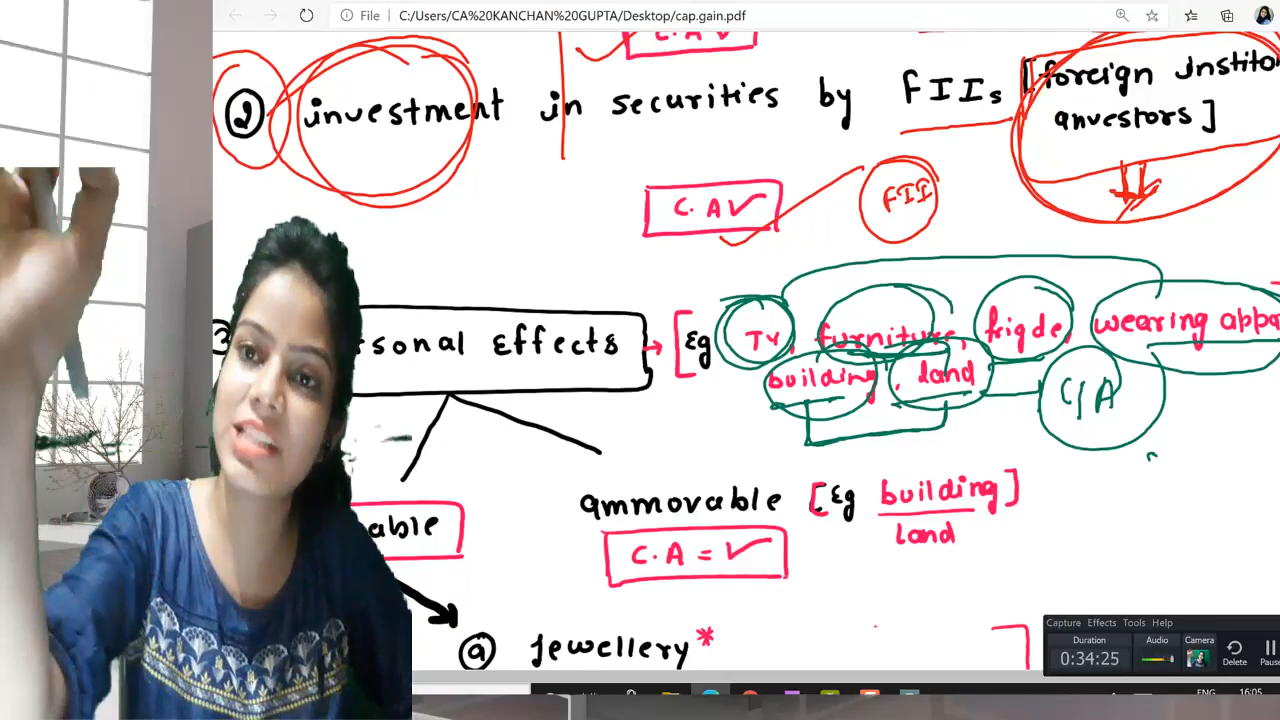 File C:/Users/CA%20KANCHAN%20GUPTA/Desktop/cap.gain.pdf
C.A ✓
② investment in securities by FIIs [foreign instito
anvestors]
C.A ✓
FII
sonal Effects → [Eg TV, furniture, frigde, wearing appa
building, land
C/A
ammovable [Eg building]
land
able
C.A = ✓
ⓐ Jewellery *
Capture Effects Tools Help
Duration Audio Camera
0:34:25 Delete Pause
ENG 16:05